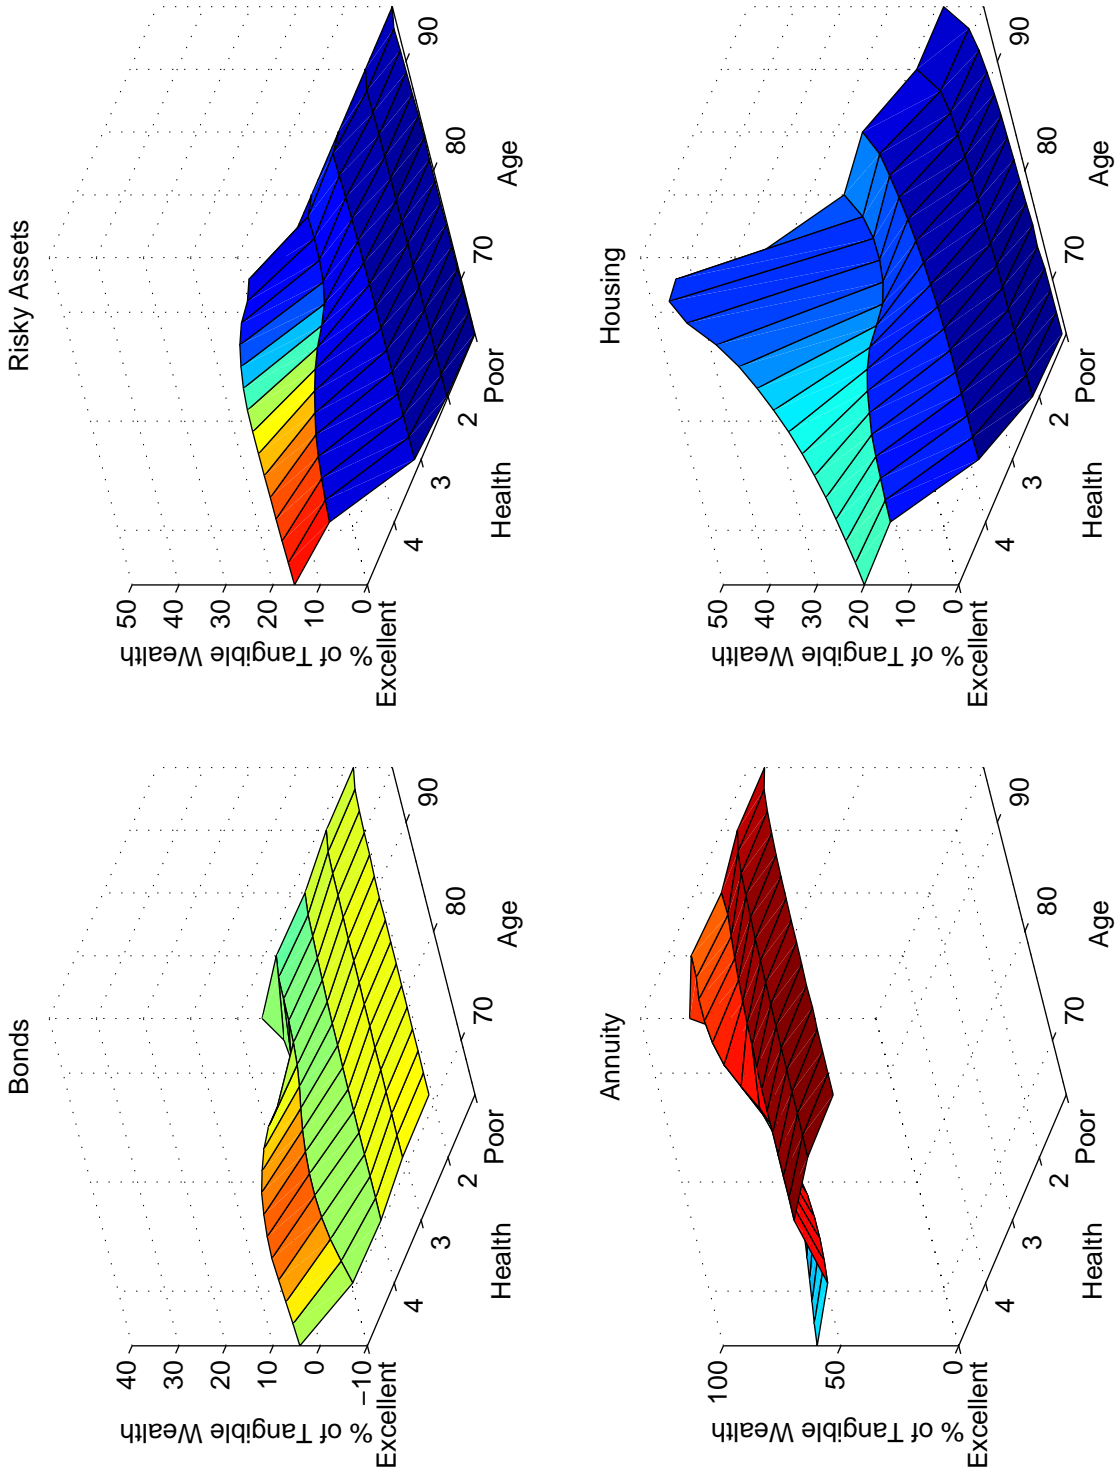 Bonds
40
30
20
10
0
−10
% of Tangible Wealth
Excellent
4
3
2
Poor
Health
70
80
90
Age
Risky Assets
50
40
30
20
10
0
% of Tangible Wealth
Excellent
4
3
2
Poor
Health
70
80
90
Age
Annuity
100
50
0
% of Tangible Wealth
Excellent
4
3
2
Poor
Health
70
80
90
Age
Housing
50
40
30
20
10
0
% of Tangible Wealth
Excellent
4
3
2
Poor
Health
70
80
90
Age